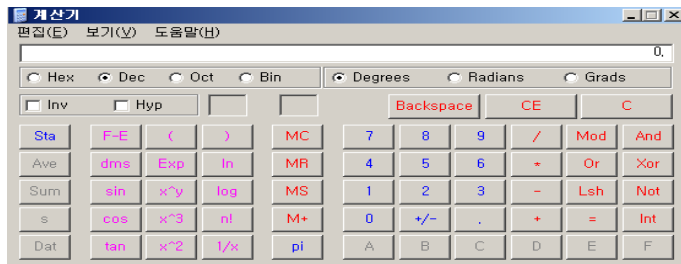 계산기
편집(E) 보기(V) 도움말(H)
0.
Hex Dec Oct Bin Degrees Radians Grads
Inv Hyp Backspace CE C
Sta F-E ( ) MC 7 8 9 / Mod And
Ave dms Exp ln MR 4 5 6 * Or Xor
Sum sin x^y log MS 1 2 3 - Lsh Not
s cos x^3 n! M+ 0 +/- . + = Int
Dat tan x^2 1/x pi A B C D E F